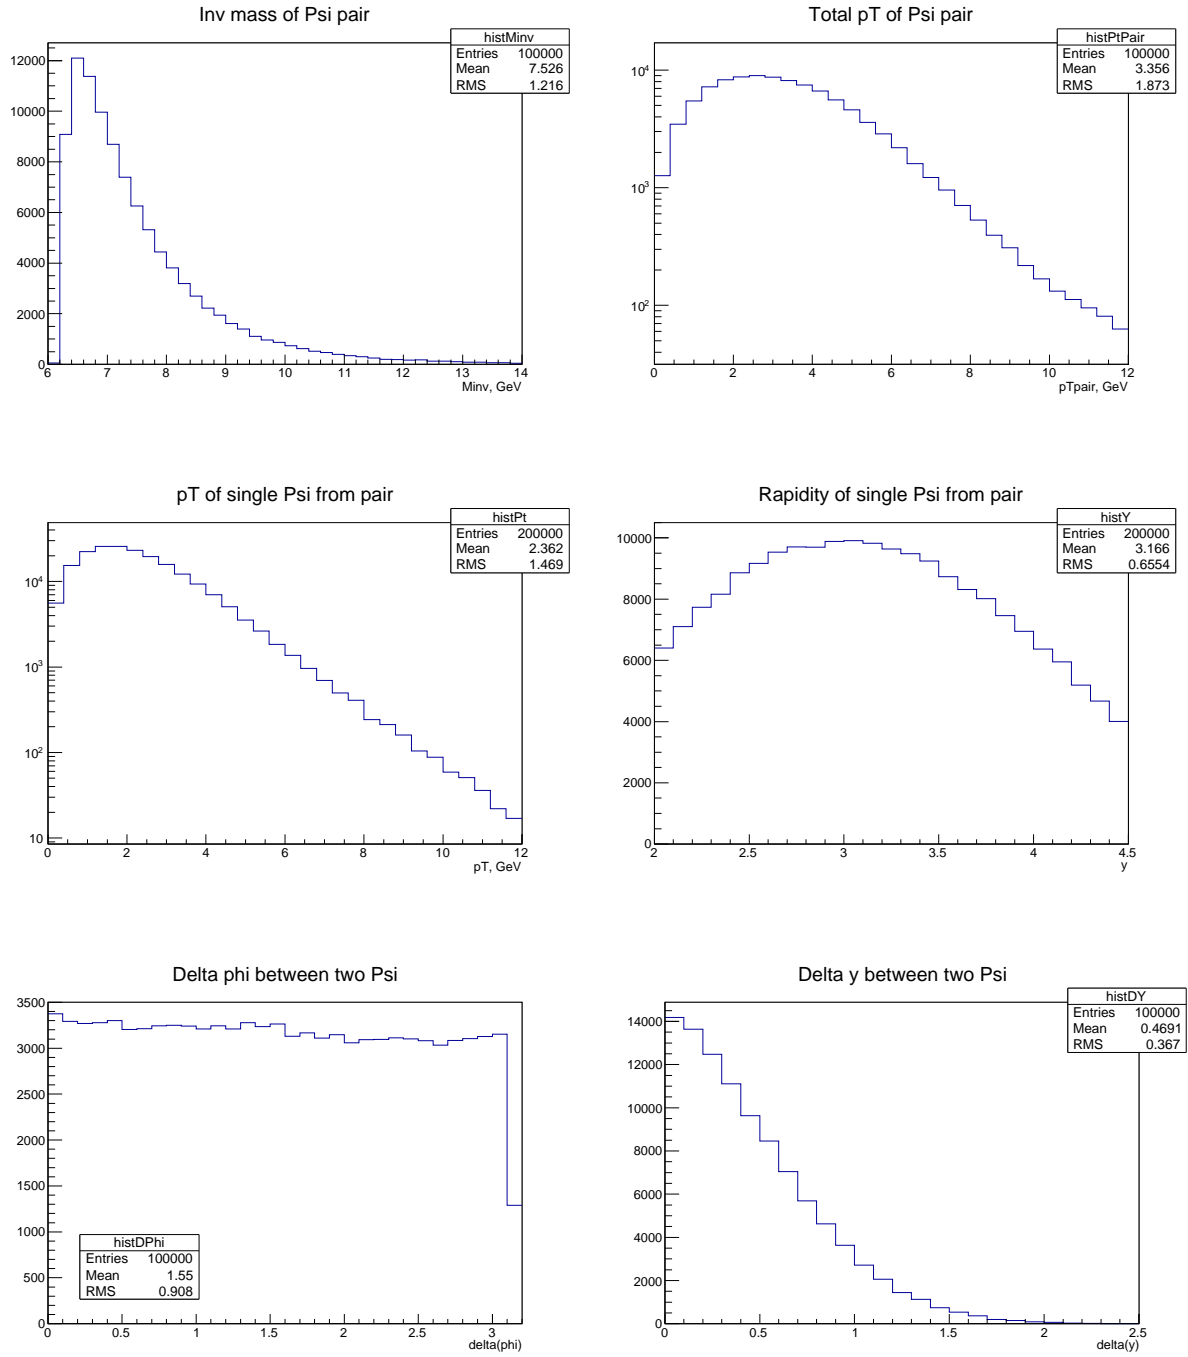 Inv mass of Psi pair
histMinv
Entries 100000
Mean 7.526
RMS 1.216
12000
10000
8000
6000
4000
2000
0
6 7 8 9 10 11 12 13 14
Minv, GeV
Total pT of Psi pair
histPtPair
Entries 100000
Mean 3.356
RMS 1.873
10⁴
10³
10²
0 2 4 6 8 10 12
pTpair, GeV
pT of single Psi from pair
histPt
Entries 200000
Mean 2.362
RMS 1.469
10⁴
10³
10²
10
0 2 4 6 8 10 12
pT, GeV
Rapidity of single Psi from pair
histY
Entries 200000
Mean 3.166
RMS 0.6554
10000
8000
6000
4000
2000
0
2 2.5 3 3.5 4 4.5
y
Delta phi between two Psi
3500
3000
2500
2000
1500
1000
500
0
histDPhi
Entries 100000
Mean 1.55
RMS 0.908
0 0.5 1 1.5 2 2.5 3
delta(phi)
Delta y between two Psi
histDY
Entries 100000
Mean 0.4691
RMS 0.367
14000
12000
10000
8000
6000
4000
2000
0
0 0.5 1 1.5 2 2.5
delta(y)